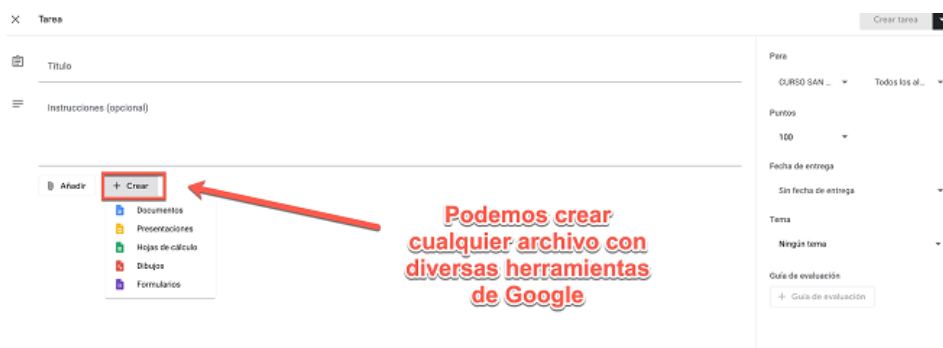 Tarea
Crear tarea
Título
Instrucciones (opcional)
Añadir
+ Crear
Documentos
Presentaciones
Hojas de cálculo
Dibujos
Formularios
Podemos crear
cualquier archivo con
diversas herramientas
de Google
Para
CURSO SAN ...
Todos los al...
Puntos
100
Fecha de entrega
Sin fecha de entrega
Tema
Ningún tema
Guía de evaluación
+ Guía de evaluación